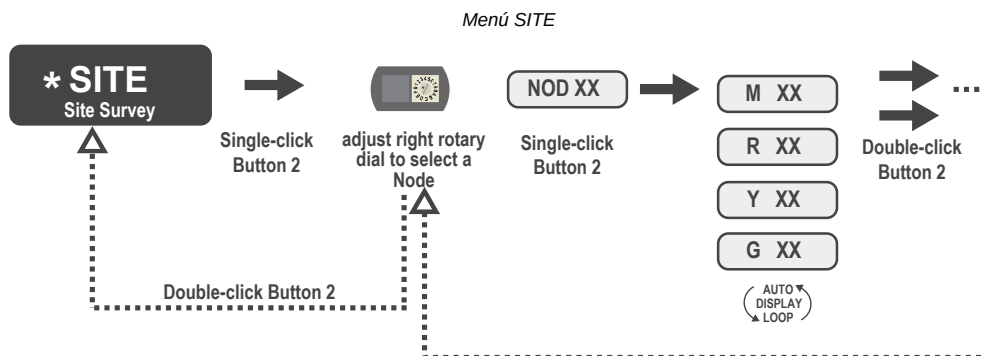 Menú SITE
* SITE
Site Survey
Single-click
Button 2
adjust right rotary
dial to select a
Node
NOD XX
Single-click
Button 2
M XX
R XX
Y XX
G XX
AUTO
DISPLAY
LOOP
Double-click
Button 2
Double-click Button 2